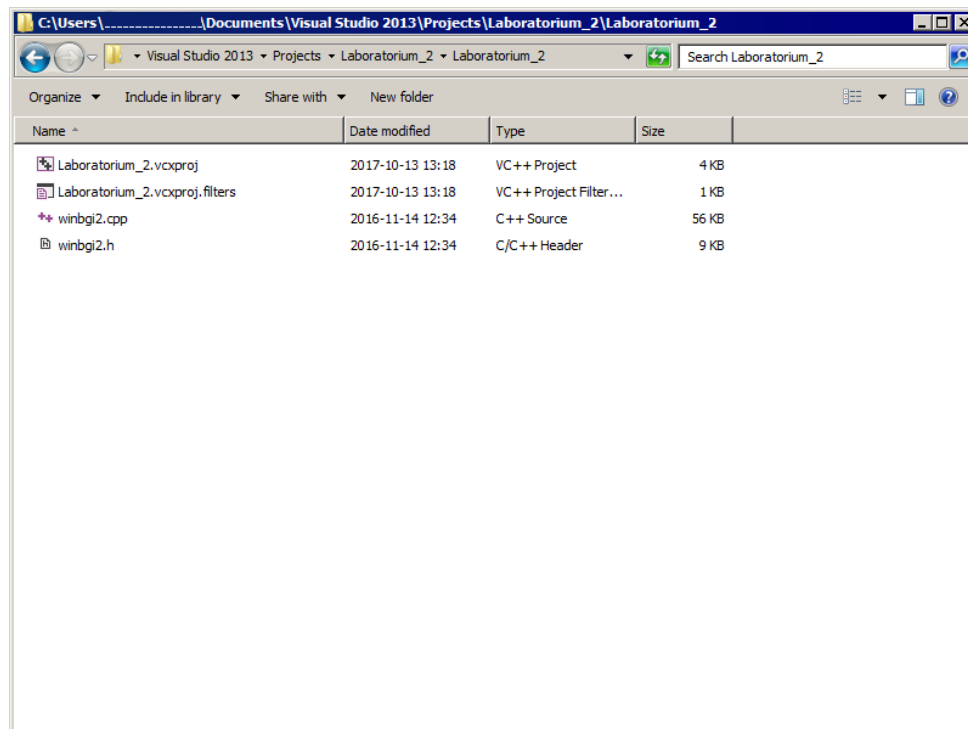 C:\Users\________________\Documents\Visual Studio 2013\Projects\Laboratorium_2\Laboratorium_2
Visual Studio 2013 Projects Laboratorium_2 Laboratorium_2 Search Laboratorium_2
Organize Include in library Share with New folder
Name Date modified Type Size
Laboratorium_2.vcxproj 2017-10-13 13:18 VC++ Project 4 KB
Laboratorium_2.vcxproj.filters 2017-10-13 13:18 VC++ Project Filter... 1 KB
winbgi2.cpp 2016-11-14 12:34 C++ Source 56 KB
winbgi2.h 2016-11-14 12:34 C/C++ Header 9 KB